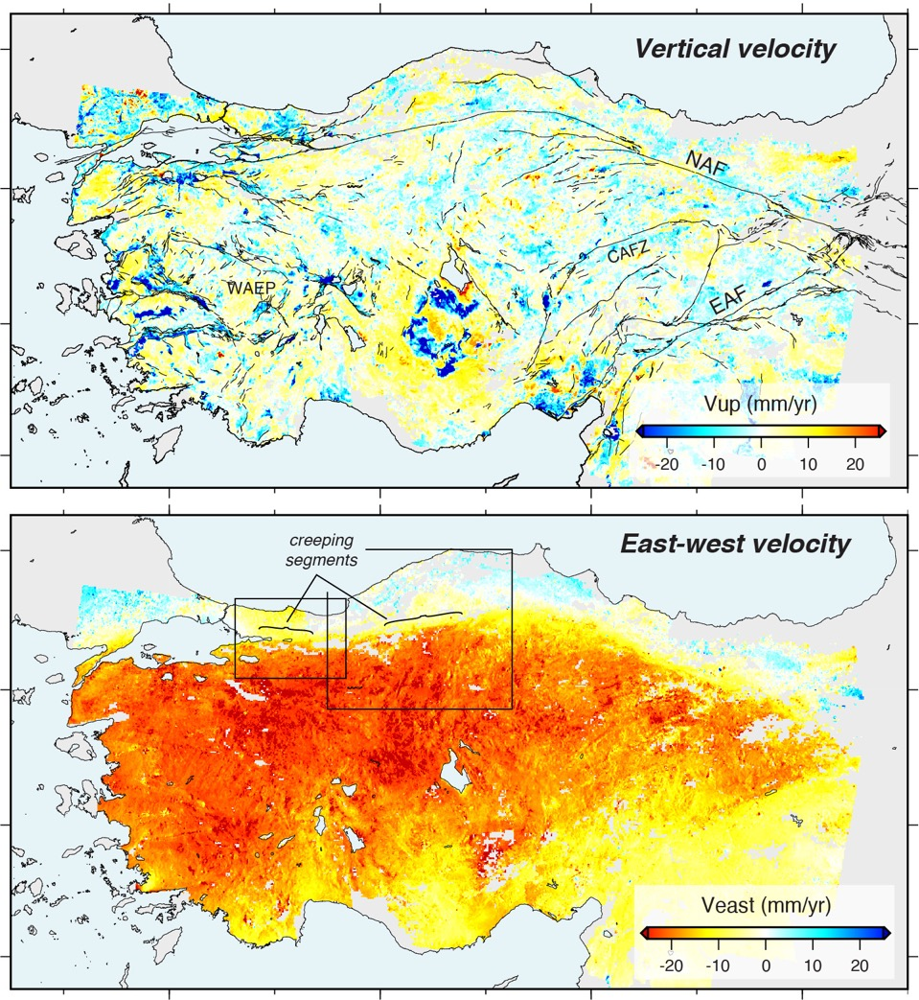 Vertical velocity
NAF
CAFZ
WAEP
EAF
Vup (mm/yr)
-20 -10 0 10 20
creeping
segments
East-west velocity
Veast (mm/yr)
-20 -10 0 10 20